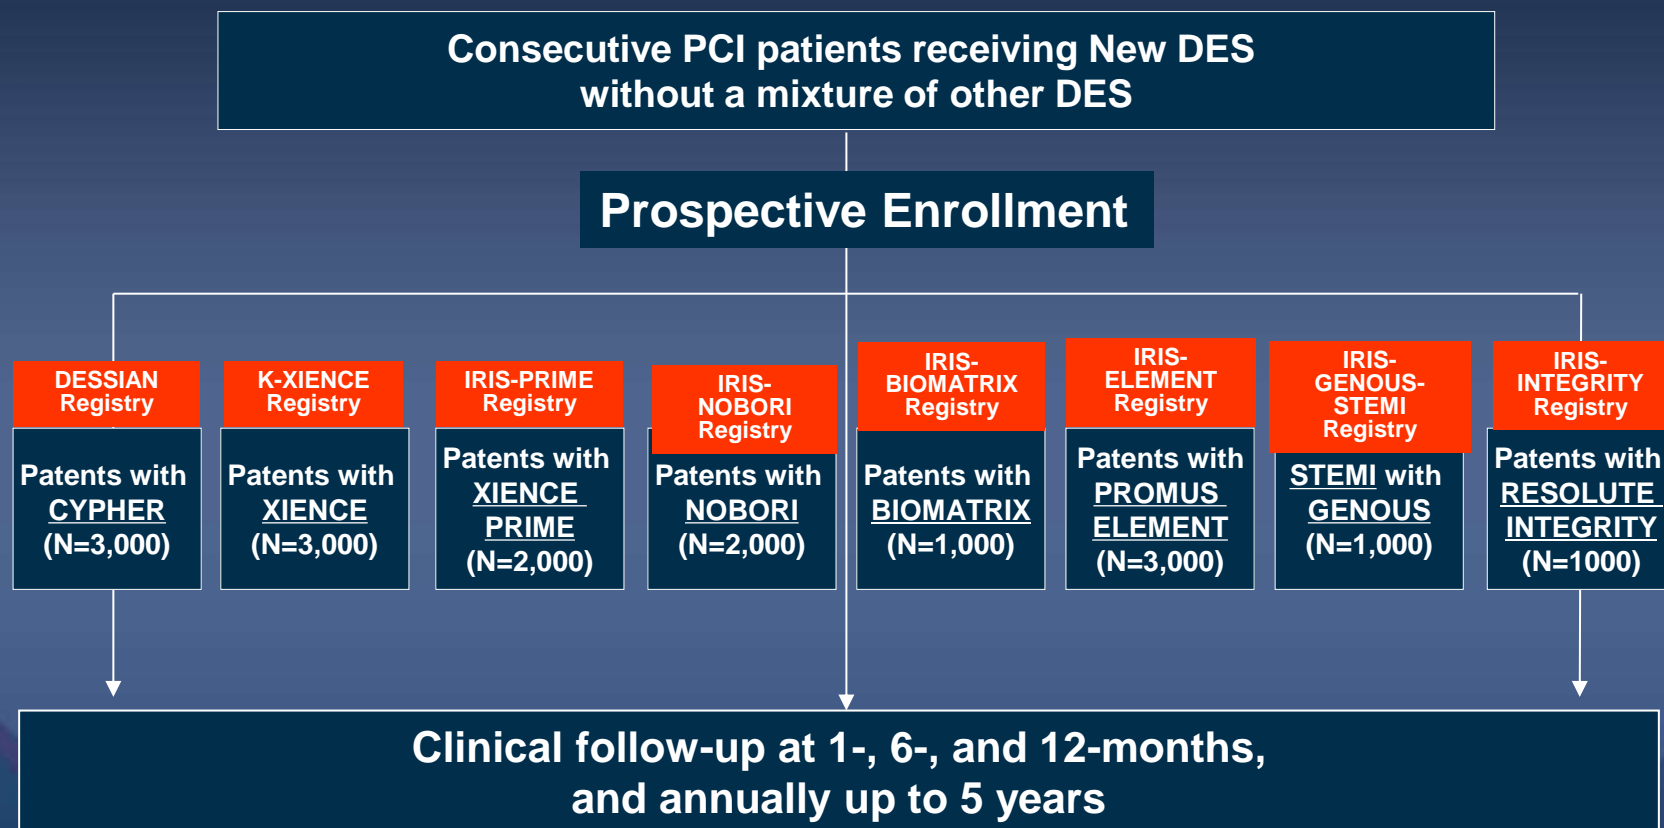 Consecutive PCI patients receiving New DES
without a mixture of other DES
Prospective Enrollment
DESSIAN
Registry
Patents with
CYPHER
(N=3,000)
K-XIENCE
Registry
Patents with
XIENCE
(N=3,000)
IRIS-PRIME
Registry
Patents with
XIENCE
PRIME
(N=2,000)
IRIS-
NOBORI
Registry
Patents with
NOBORI
(N=2,000)
IRIS-
BIOMATRIX
Registry
Patents with
BIOMATRIX
(N=1,000)
IRIS-
ELEMENT
Registry
Patents with
PROMUS
ELEMENT
(N=3,000)
IRIS-
GENOUS-
STEMI
Registry
STEMI with
GENOUS
(N=1,000)
IRIS-
INTEGRITY
Registry
Patents with
RESOLUTE
INTEGRITY
(N=1000)
Clinical follow-up at 1-, 6-, and 12-months,
and annually up to 5 years